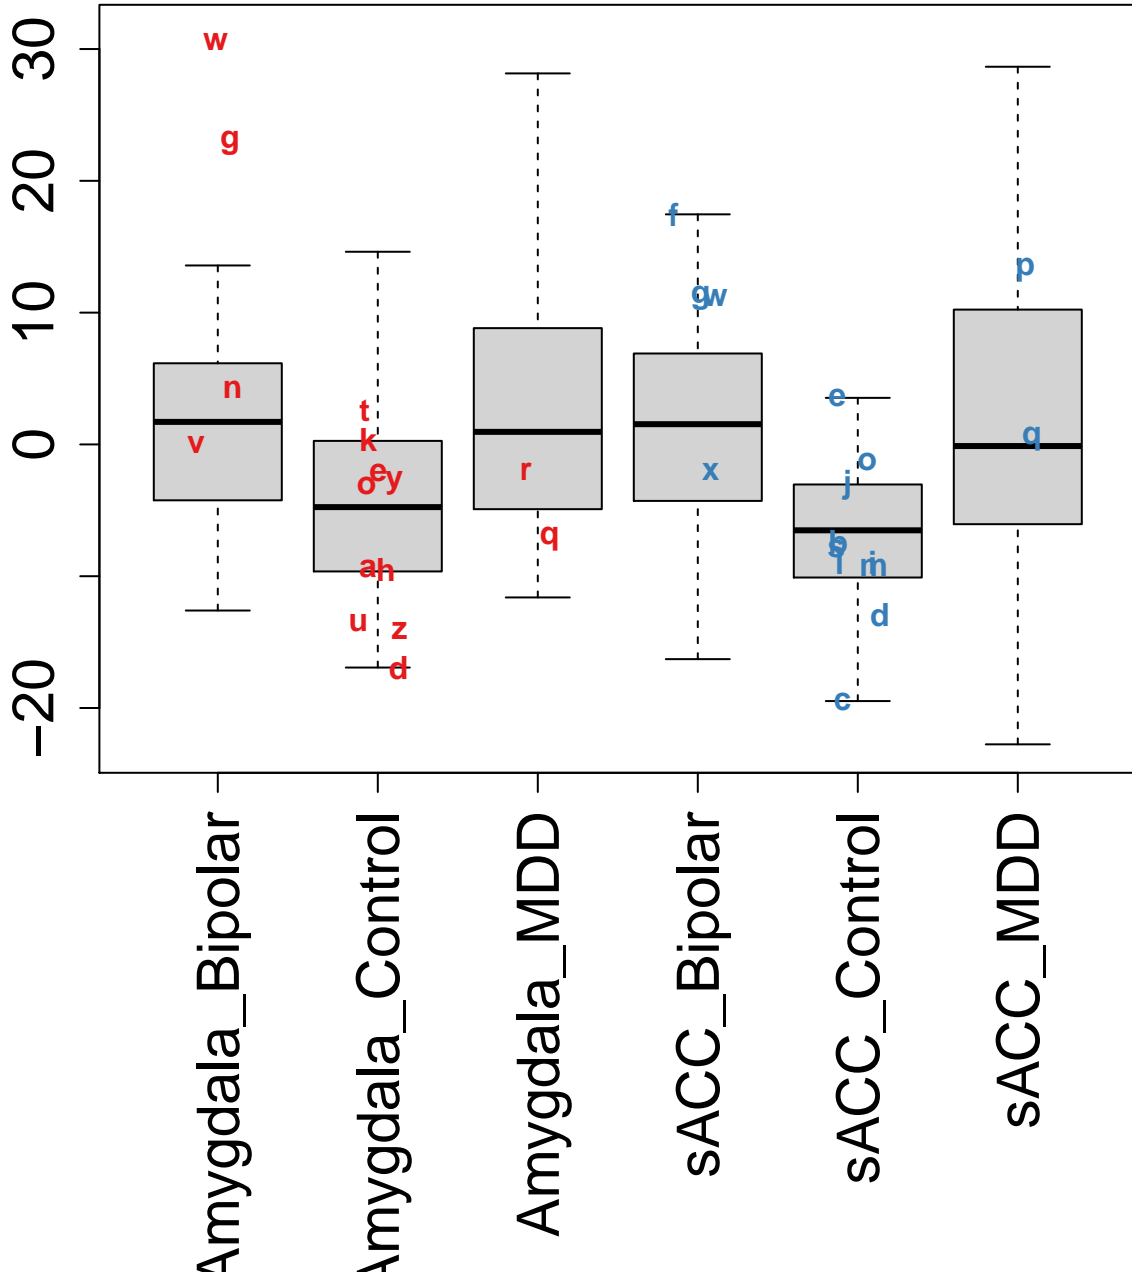 30
20
10
0
−20
w
g
n
v
t
k
e
y
o
a
h
u
z
d
r
q
f
g
w
x
e
o
j
b
s
l
m
i
n
d
c
p
q
Amygdala_Bipolar
Amygdala_Control
Amygdala_MDD
sACC_Bipolar
sACC_Control
sACC_MDD